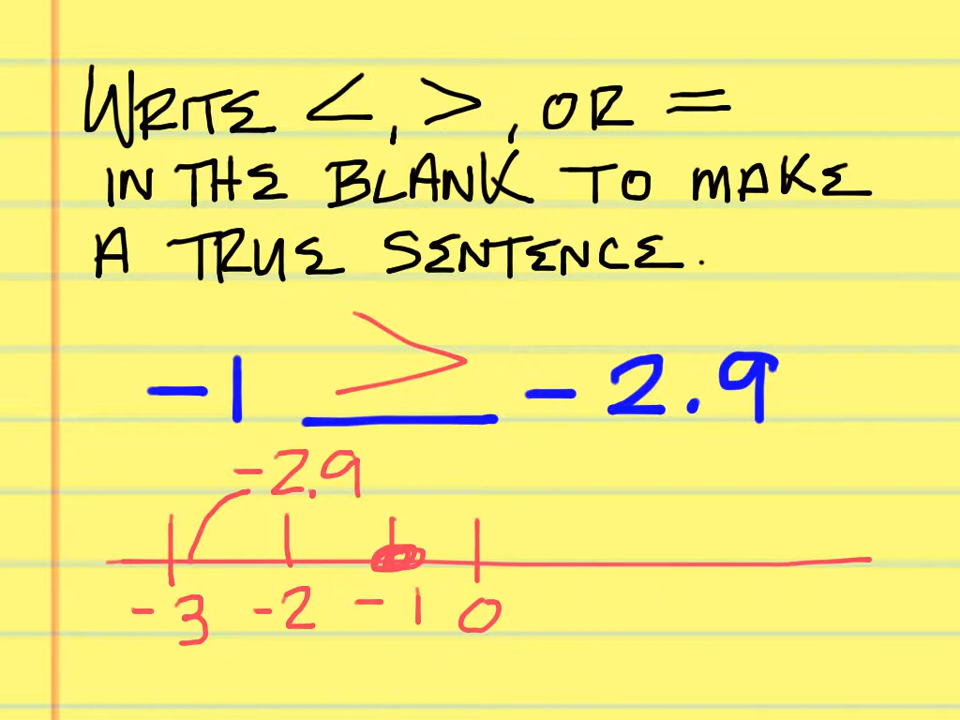 WRITE <, >, OR =
IN THE BLANK TO MAKE
A TRUE SENTENCE.
-1 > -2.9
-2.9
-3 -2 -1 0